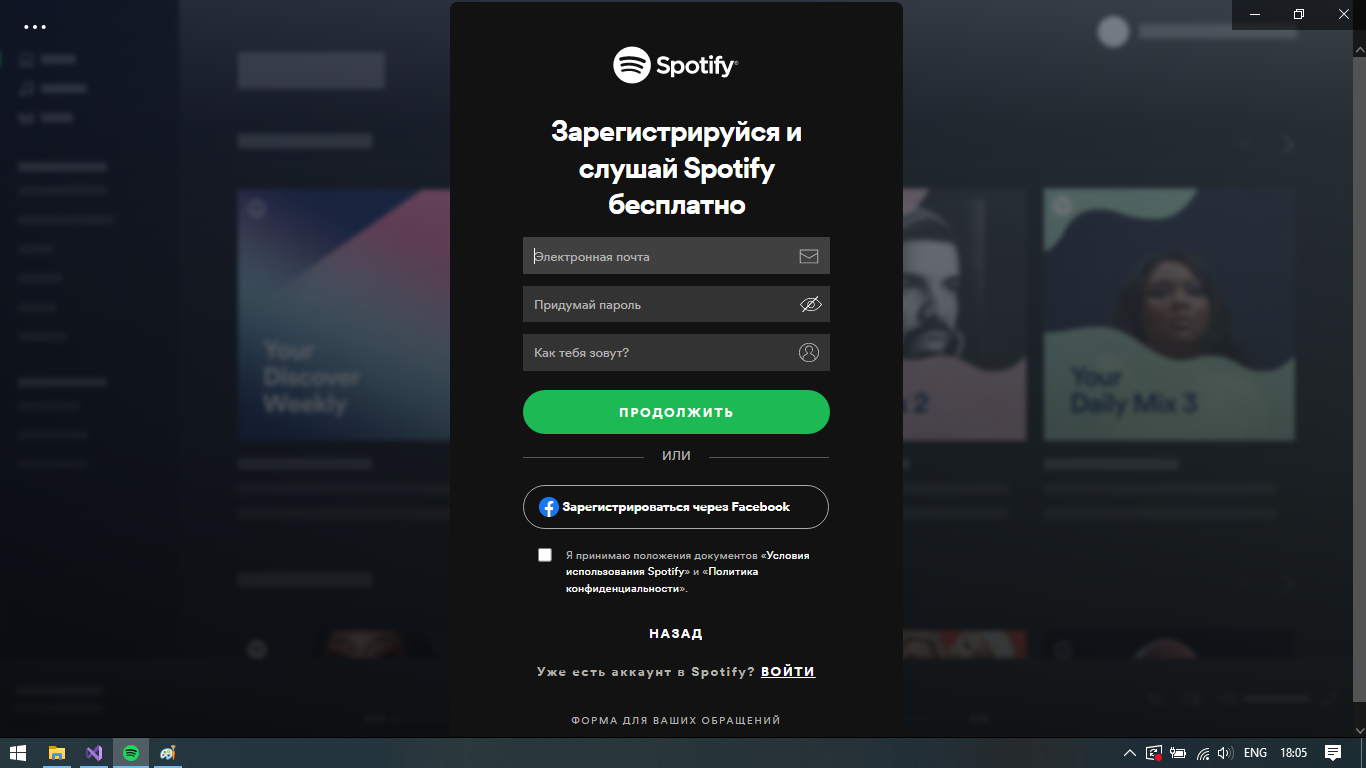 Spotify®
Зарегистрируйся и
слушай Spotify
бесплатно
Электронная почта
Придумай пароль
Как тебя зовут?
ПРОДОЛЖИТЬ
ИЛИ
Зарегистрироваться через Facebook
Я принимаю положения документов «Условия
использования Spotify» и «Политика
конфиденциальности».
НАЗАД
Уже есть аккаунт в Spotify? ВОЙТИ
ФОРМА ДЛЯ ВАШИХ ОБРАЩЕНИЙ
Your
Discover
Weekly
x 2
Your
Daily Mix 3
ENG
18:05